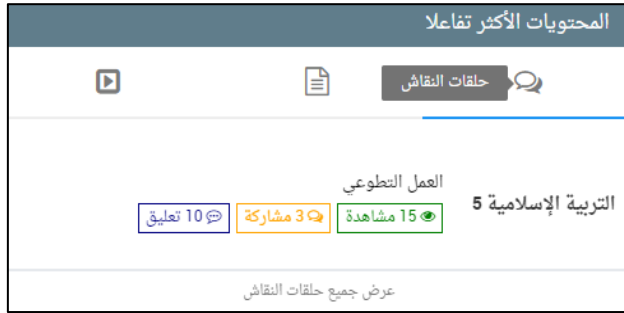 المحتويات الأكثر تفاعلا
حلقات النقاش
التربية الإسلامية 5
العمل التطوعي
15 مشاهدة 3 مشاركة 10 تعليق
عرض جميع حلقات النقاش